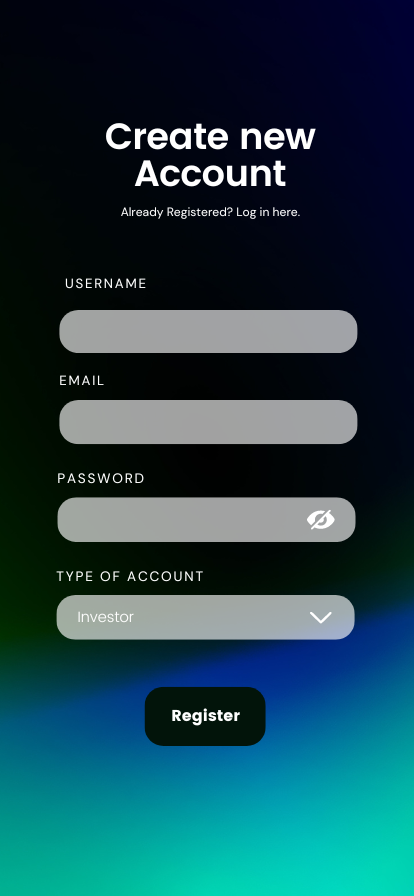 Create new
Account
Already Registered? Log in here.
USERNAME
EMAIL
PASSWORD
TYPE OF ACCOUNT
Investor
Register